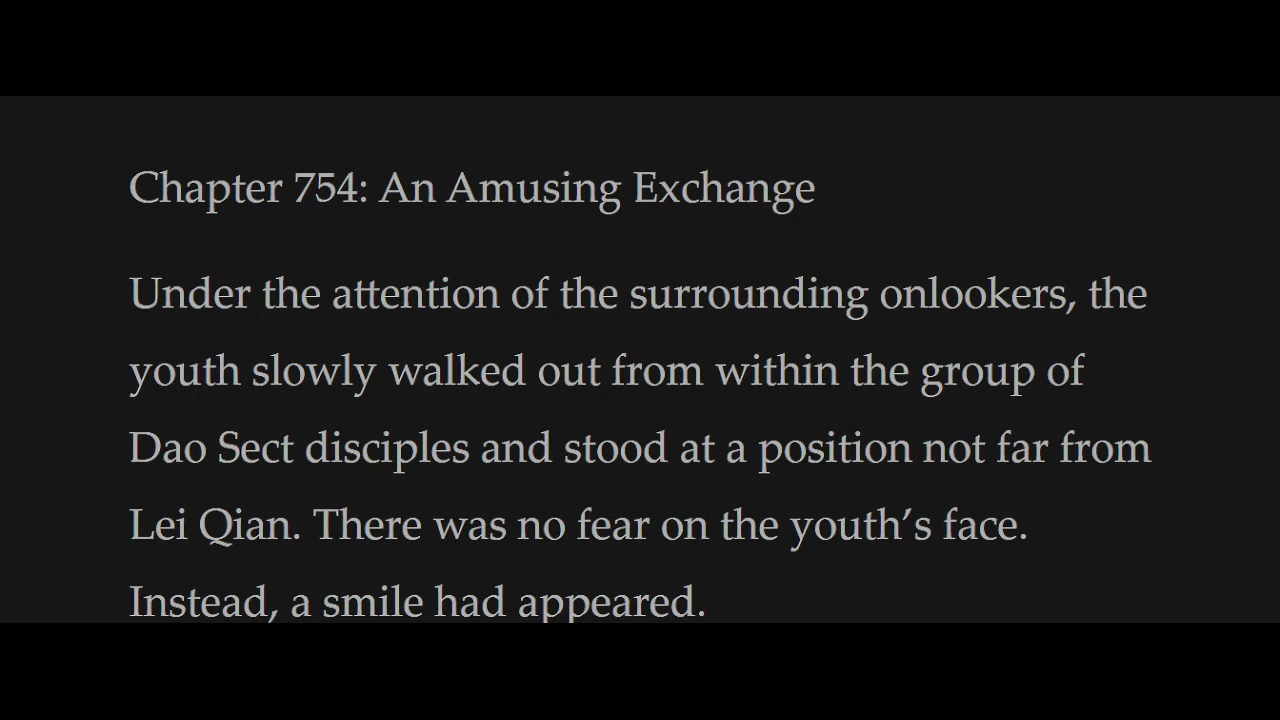 Chapter 754: An Amusing Exchange
Under the attention of the surrounding onlookers, the
youth slowly walked out from within the group of
Dao Sect disciples and stood at a position not far from
Lei Qian. There was no fear on the youth’s face.
Instead, a smile had appeared.